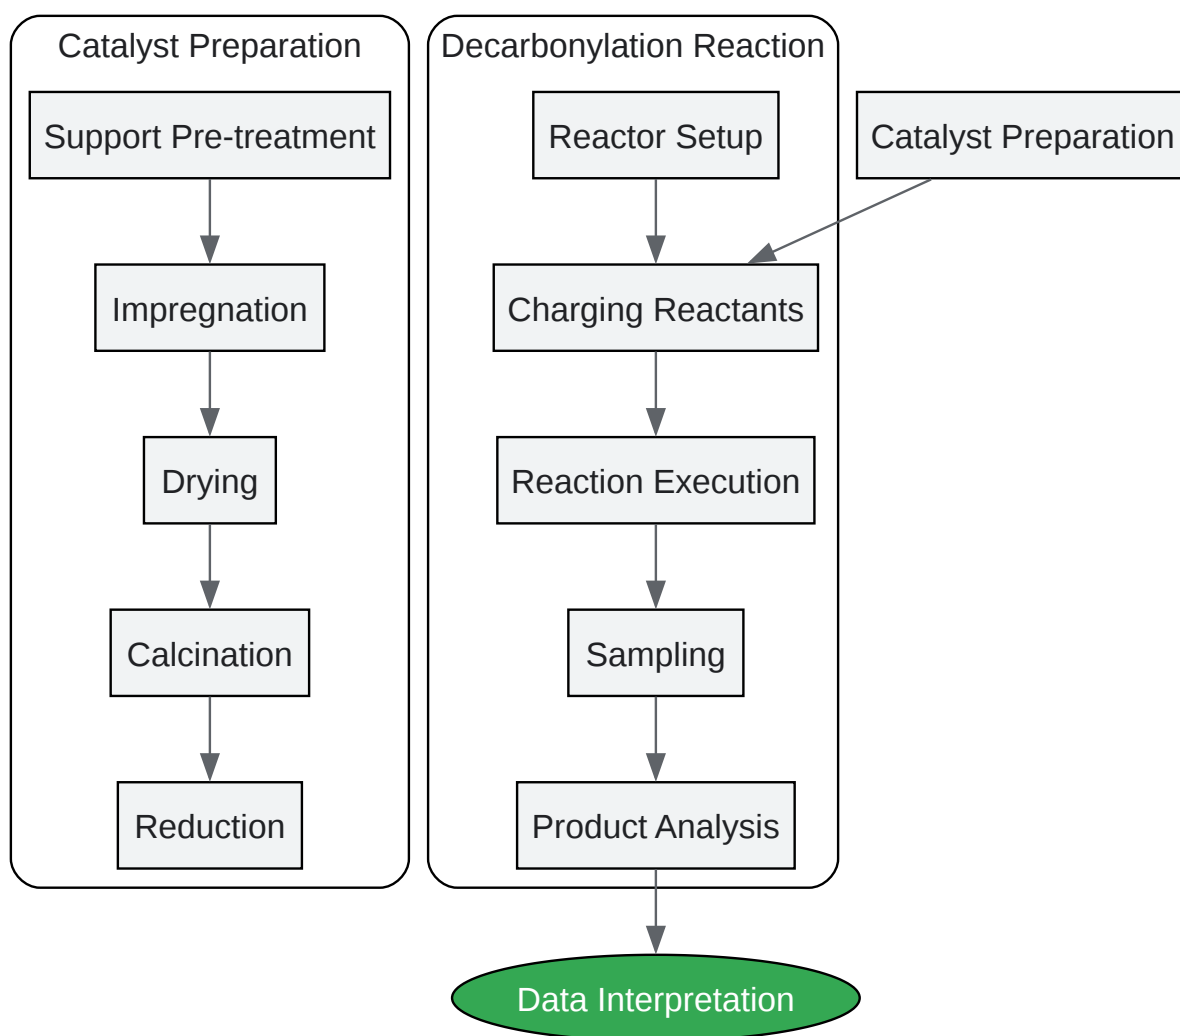 Catalyst Preparation
Support Pre-treatment
Impregnation
Drying
Calcination
Reduction
Decarbonylation Reaction
Reactor Setup
Catalyst Preparation
Charging Reactants
Reaction Execution
Sampling
Product Analysis
Data Interpretation